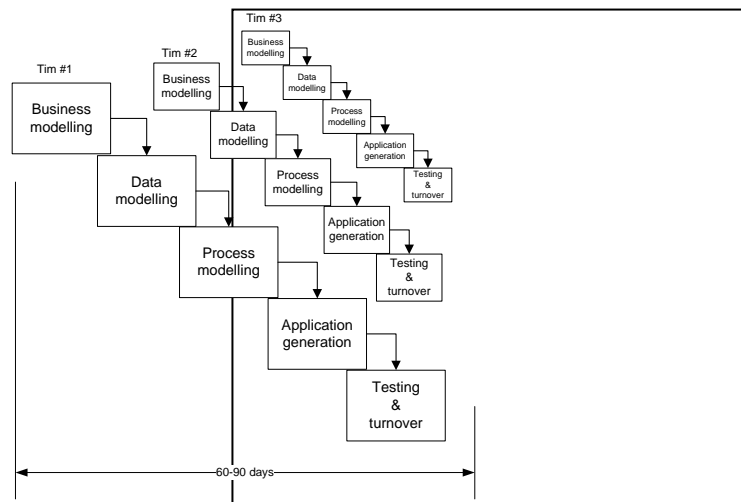 Tim #1
Business
modelling
Data
modelling
Process
modelling
Application
generation
Testing
&
turnover
Tim #2
Business
modelling
Data
modelling
Process
modelling
Application
generation
Testing
&
turnover
Tim #3
Business
modelling
Data
modelling
Process
modelling
Application
generation
Testing
&
turnover
60-90 days